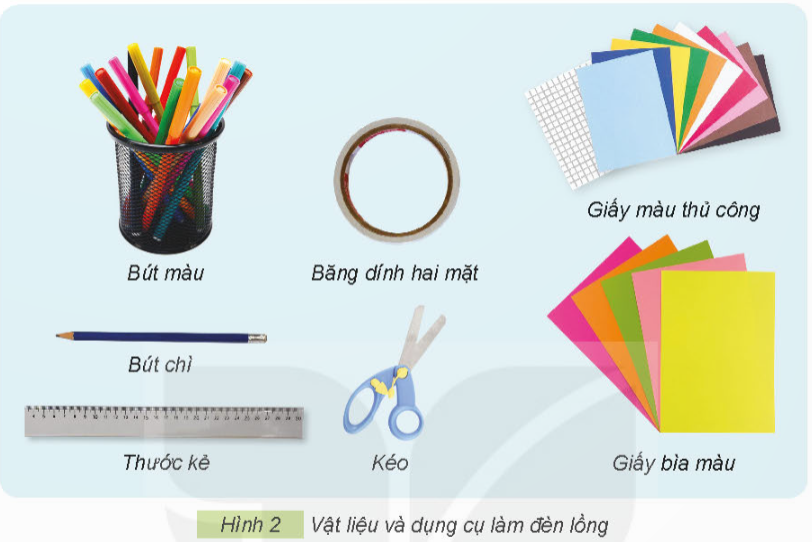 Giấy màu thủ công
Bút màu
Băng dính hai mặt
Bút chì
Thước kẻ
Kéo
Giấy bìa màu
Hình 2 Vật liệu và dụng cụ làm đèn lồng